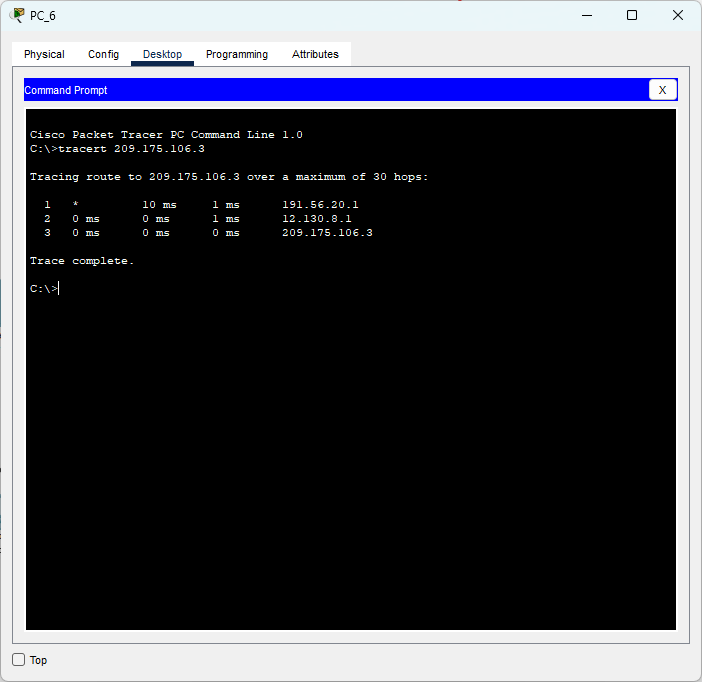 PC_6
Physical Config Desktop Programming Attributes
Command Prompt X
Cisco Packet Tracer PC Command Line 1.0
C:\>tracert 209.175.106.3
Tracing route to 209.175.106.3 over a maximum of 30 hops:
1 * 10 ms 1 ms 191.56.20.1
2 0 ms 0 ms 1 ms 12.130.8.1
3 0 ms 0 ms 0 ms 209.175.106.3
Trace complete.
C:\>
Top